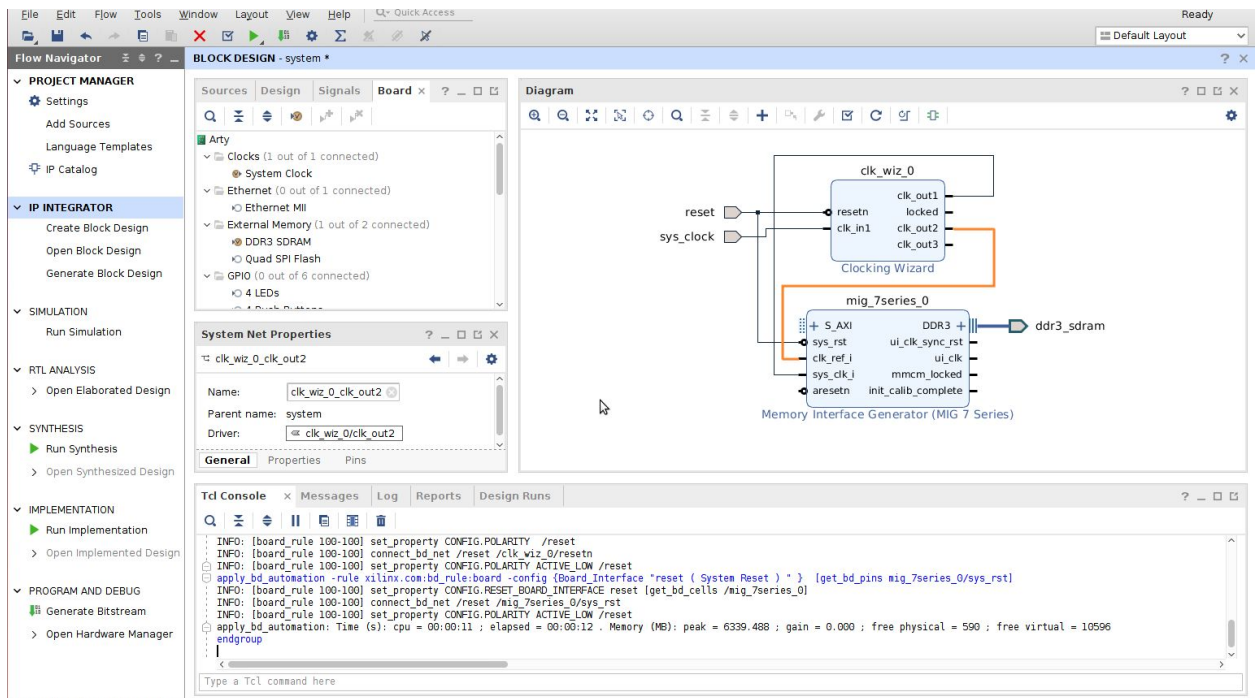 File Edit Flow Tools Window Layout View Help Q- Quick Access Ready
Default Layout
Flow Navigator
PROJECT MANAGER
Settings
Add Sources
Language Templates
IP Catalog
IP INTEGRATOR
Create Block Design
Open Block Design
Generate Block Design
SIMULATION
Run Simulation
RTL ANALYSIS
Open Elaborated Design
SYNTHESIS
Run Synthesis
Open Synthesized Design
IMPLEMENTATION
Run Implementation
Open Implemented Design
PROGRAM AND DEBUG
Generate Bitstream
Open Hardware Manager
BLOCK DESIGN - system *
Sources Design Signals Board
Arty
Clocks (1 out of 1 connected)
System Clock
Ethernet (0 out of 1 connected)
Ethernet MII
External Memory (1 out of 2 connected)
DDR3 SDRAM
Quad SPI Flash
GPIO (0 out of 6 connected)
4 LEDs
System Net Properties
clk_wiz_0_clk_out2
Name: clk_wiz_0_clk_out2
Parent name: system
Driver: clk_wiz_0/clk_out2
General Properties Pins
Diagram
clk_wiz_0
clk_out1
reset resetn locked
sys_clock clk_in1 clk_out2
clk_out3
Clocking Wizard
mig_7series_0
S_AXI DDR3 ddr3_sdram
sys_rst ui_clk_sync_rst
clk_ref_i ui_clk
sys_clk_i mmcm_locked
aresetn init_calib_complete
Memory Interface Generator (MIG 7 Series)
Tcl Console Messages Log Reports Design Runs
INFO: [board_rule 100-100] set_property CONFIG.POLARITY /reset
INFO: [board_rule 100-100] connect_bd_net /reset /clk_wiz_0/resetn
INFO: [board_rule 100-100] set_property CONFIG.POLARITY ACTIVE_LOW /reset
apply_bd_automation -rule xilinx.com:bd_rule:board -config {Board_Interface "reset ( System Reset ) " } [get_bd_pins mig_7series_0/sys_rst]
INFO: [board_rule 100-100] set_property CONFIG.RESET_BOARD_INTERFACE reset [get_bd_cells /mig_7series_0]
INFO: [board_rule 100-100] connect_bd_net /reset /mig_7series_0/sys_rst
INFO: [board_rule 100-100] set_property CONFIG.POLARITY ACTIVE_LOW /reset
apply_bd_automation: Time (s): cpu = 00:00:11 ; elapsed = 00:00:12 . Memory (MB): peak = 6339.488 ; gain = 0.000 ; free physical = 590 ; free virtual = 10596
endgroup
Type a Tcl command here